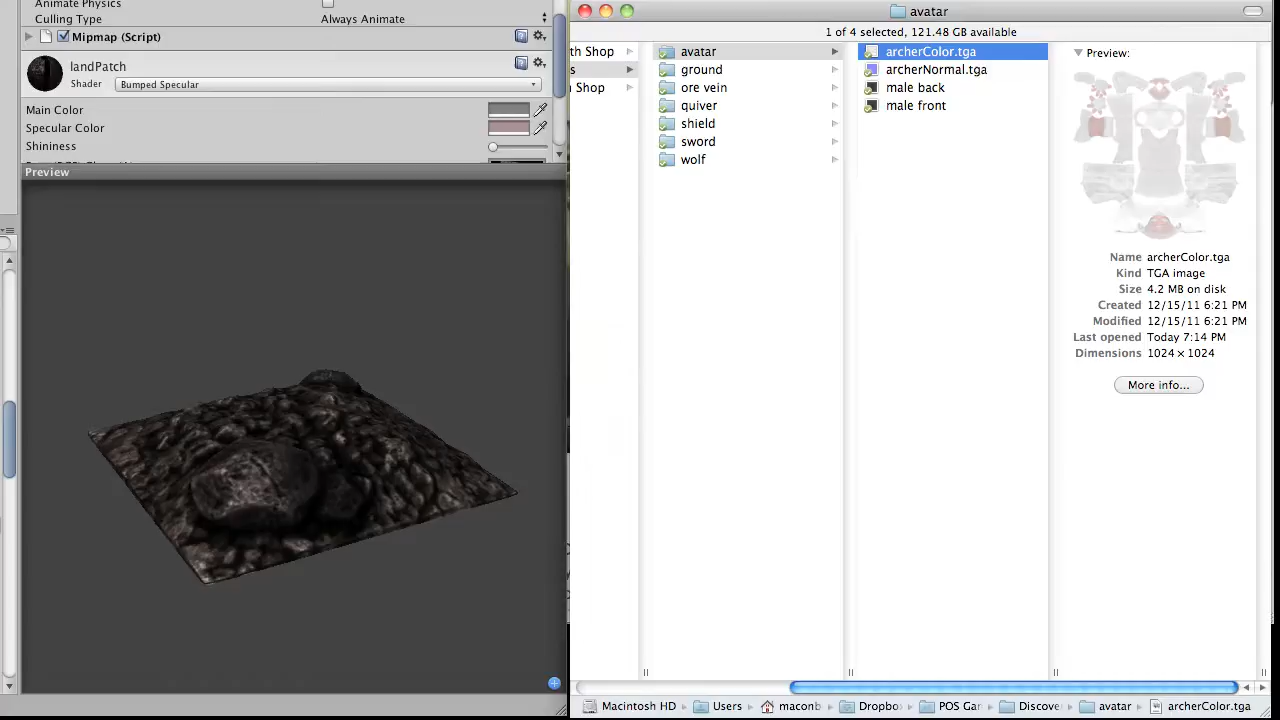 Animate Physics
Culling Type
Always Animate
Mipmap (Script)
landPatch
Shader
Bumped Specular
Main Color
Specular Color
Shininess
Preview
avatar
1 of 4 selected, 121.48 GB available
th Shop
s
h Shop
avatar
ground
ore vein
quiver
shield
sword
wolf
archerColor.tga
archerNormal.tga
male back
male front
Preview:
Name archerColor.tga
Kind TGA image
Size 4.2 MB on disk
Created 12/15/11 6:21 PM
Modified 12/15/11 6:21 PM
Last opened Today 7:14 PM
Dimensions 1024 × 1024
More info...
Macintosh HD
Users
maconb
Dropbo
POS Gar
Discove
avatar
archerColor.tga